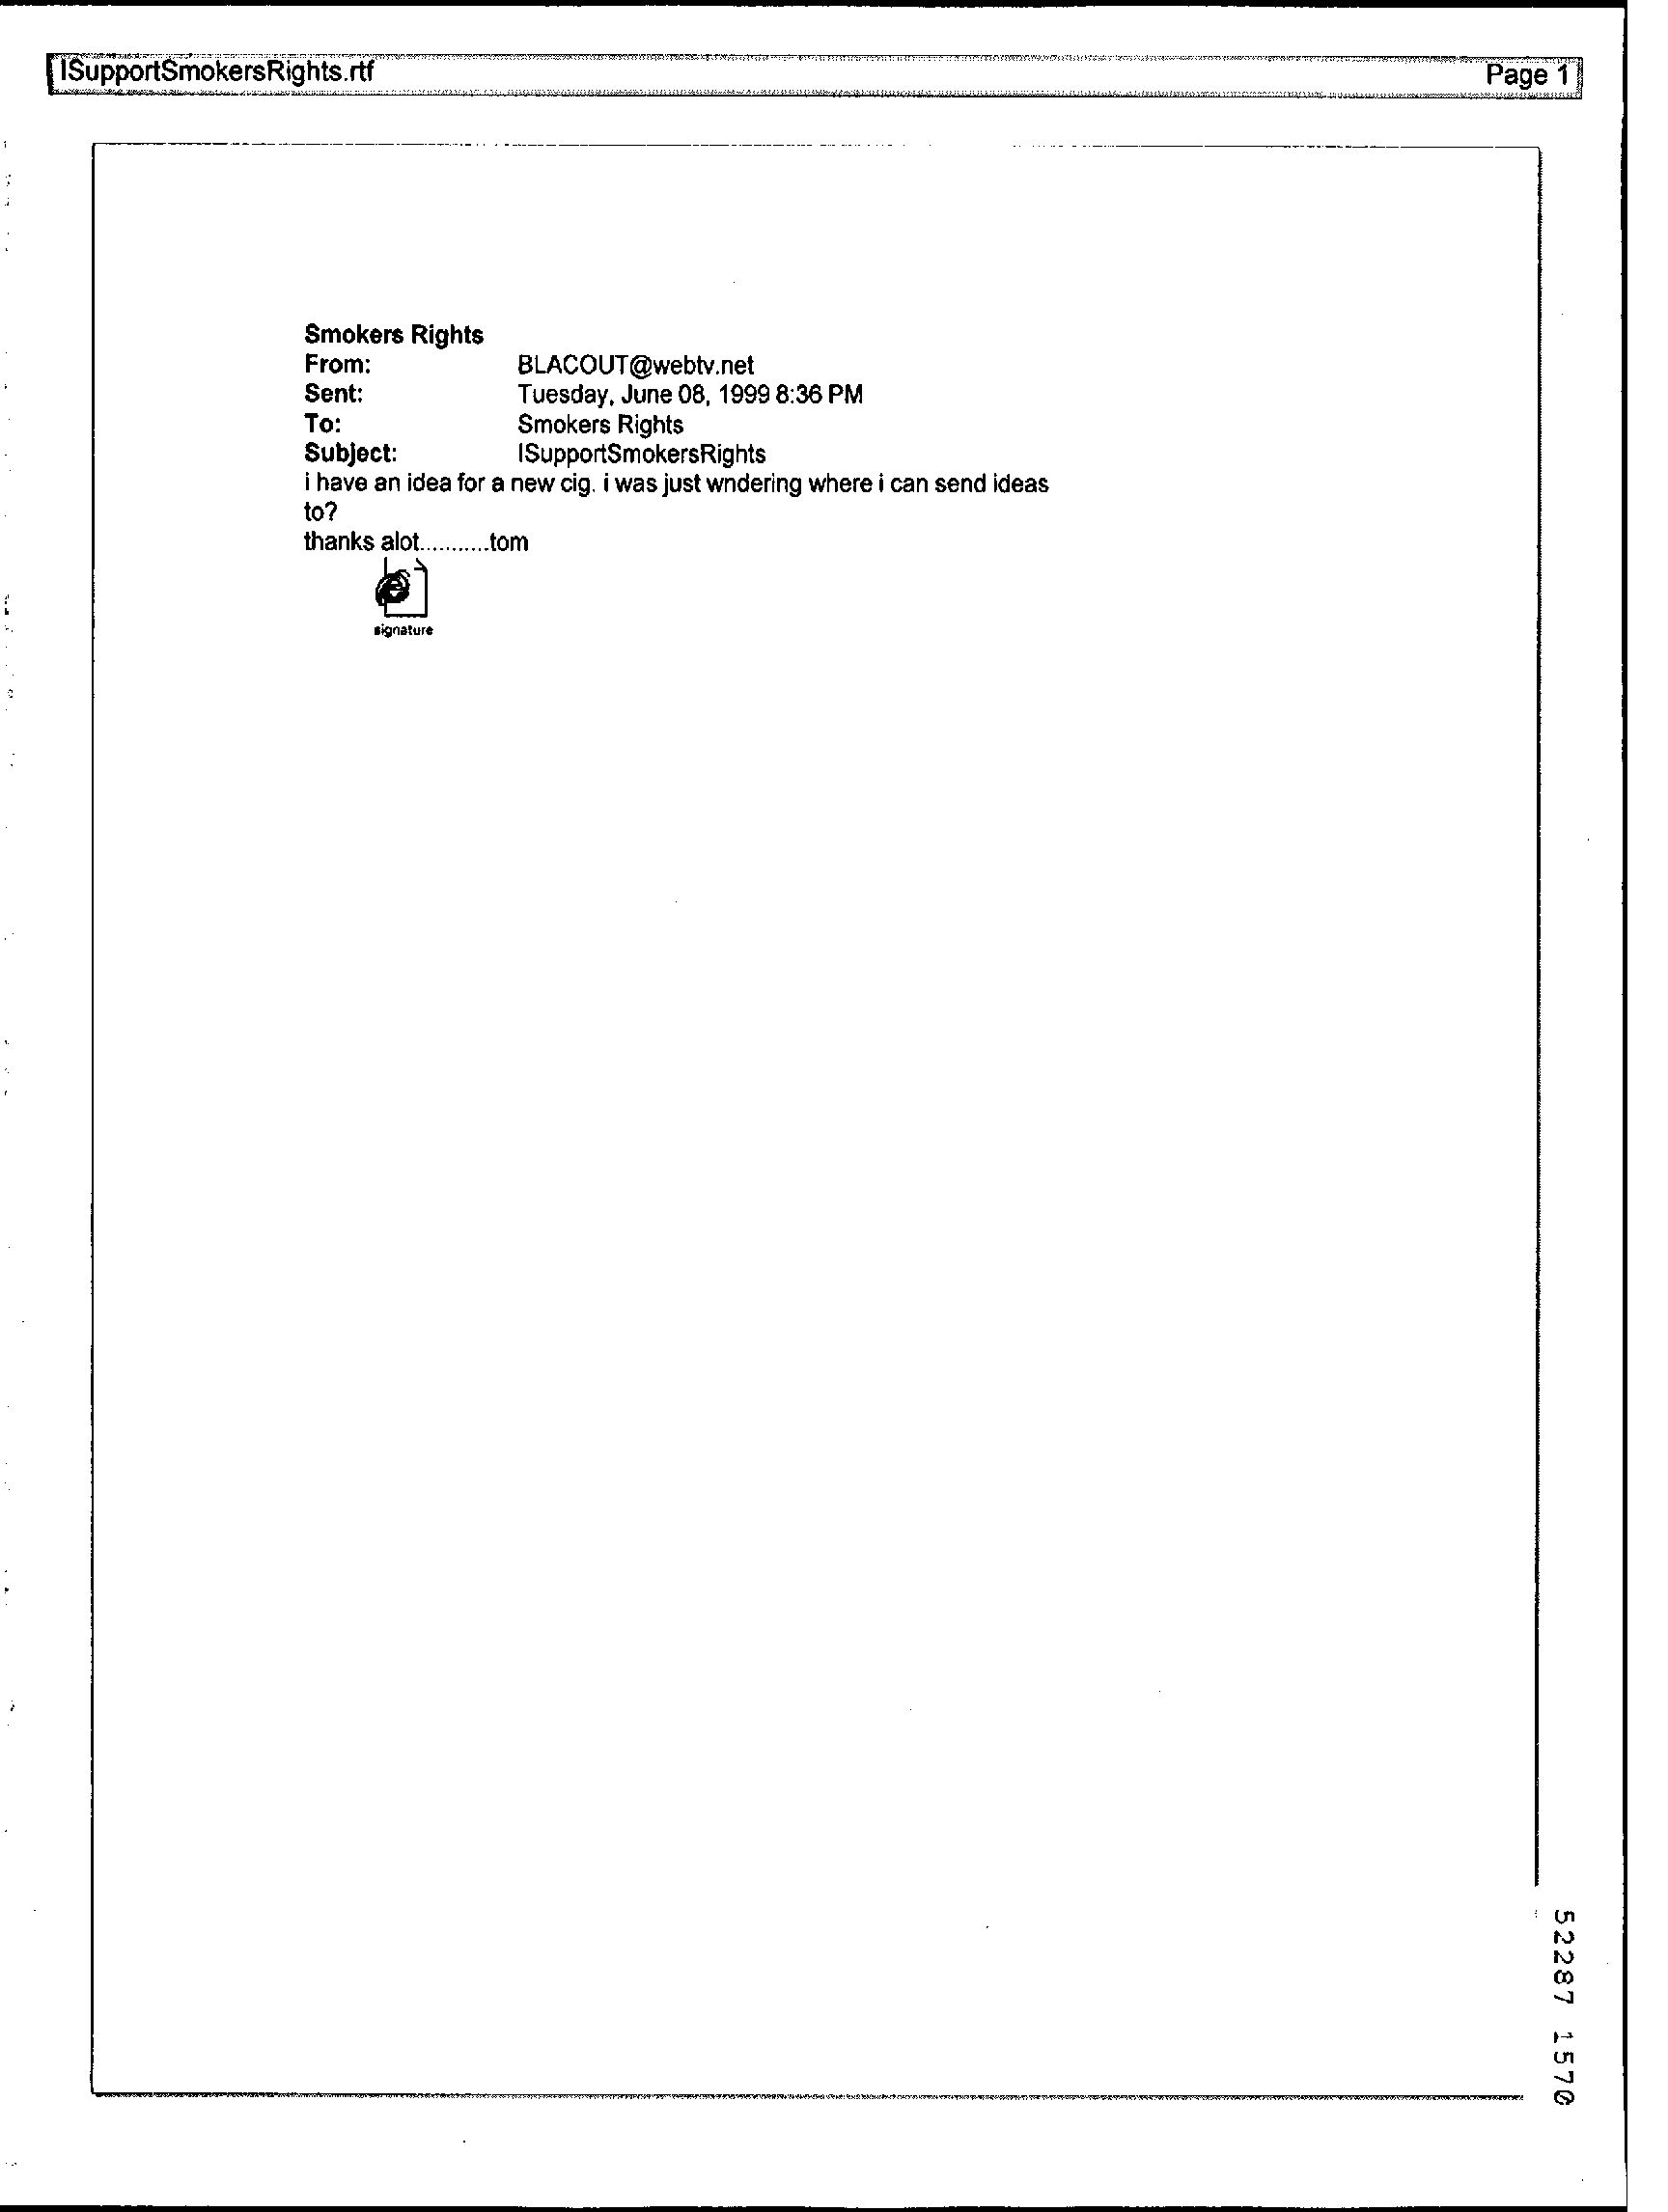 ISupportSmokersRights.rtf Page 1
Smokers Rights
From: BLACOUT@webtv.net
Sent: Tuesday, June 08, 1999 8:36 PM
To: Smokers Rights
Subject: ISupportSmokersRights
i have an idea for a new cig. i was just wndering where i can send ideas
to?
thanks alot...........tom
signature
52287 1570